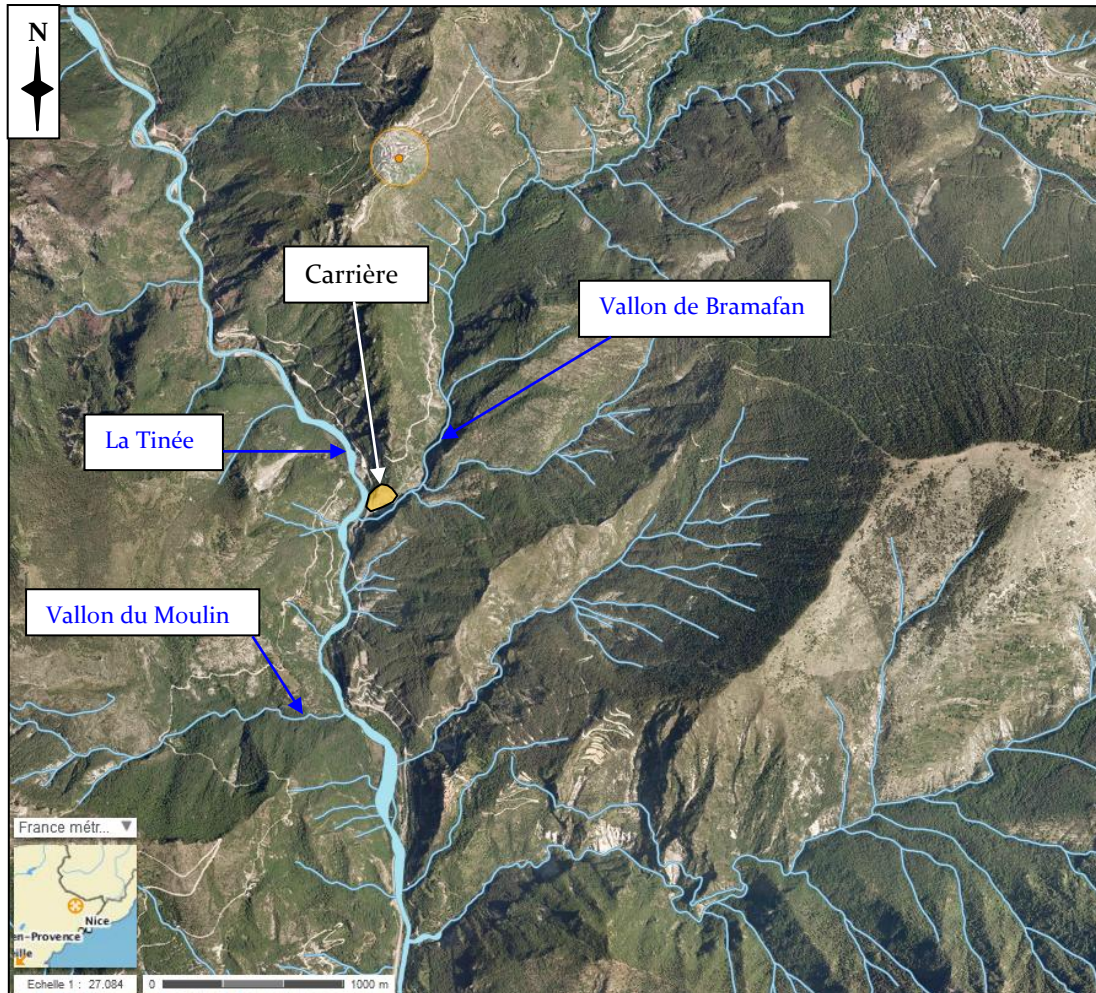 N
Carrière
Vallon de Bramafan
La Tinée
Vallon du Moulin
France métr...
Nice
en-Provence
ille
Echelle 1 : 27.084
0
1000 m